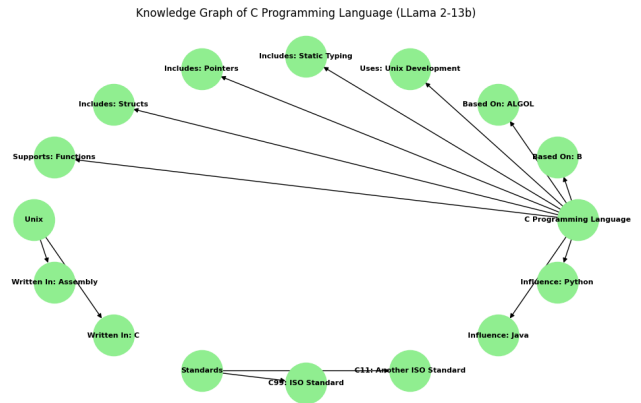 Knowledge Graph of C Programming Language (LLama 2-13b)
Includes: Static Typing
Includes: Pointers
Uses: Unix Development
Includes: Structs
Based On: ALGOL
Supports: Functions
Based On: B
Unix
C Programming Language
Written In: Assembly
Influence: Python
Written In: C
Influence: Java
Standards
C11: Another ISO Standard
C99: ISO Standard